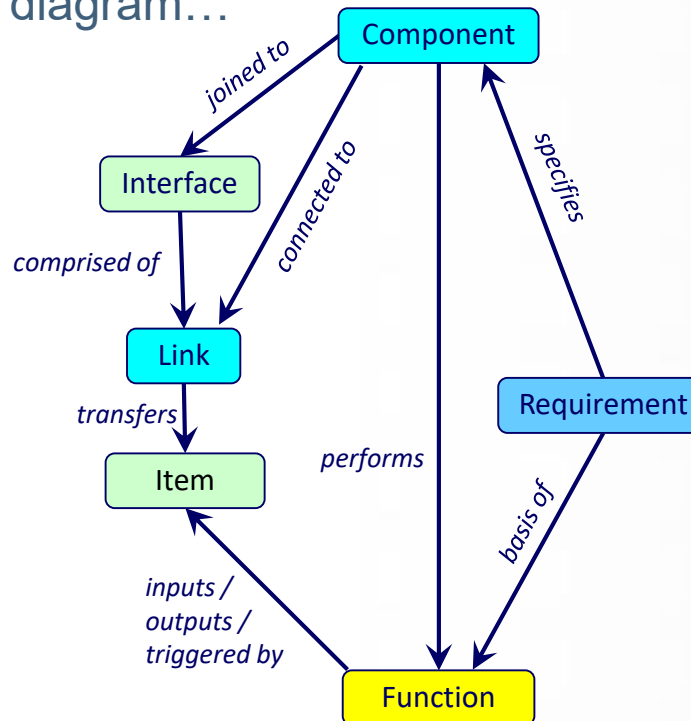 diagram...
Component
joined to
specifies
Interface
connected to
comprised of
Link
Requirement
transfers
performs
Item
basis of
inputs /
outputs /
triggered by
Function